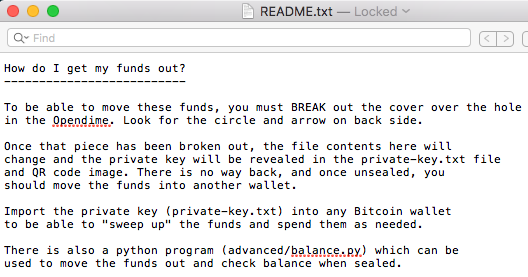 README.txt — Locked
Find
How do I get my funds out?
--------------------------
To be able to move these funds, you must BREAK out the cover over the hole
in the Opendime. Look for the circle and arrow on back side.
Once that piece has been broken out, the file contents here will
change and the private key will be revealed in the private-key.txt file
and QR code image. There is no way back, and once unsealed, you
should move the funds into another wallet.
Import the private key (private-key.txt) into any Bitcoin wallet
to be able to "sweep up" the funds and spend them as needed.
There is also a python program (advanced/balance.py) which can be
used to move the funds out and check balance when sealed.